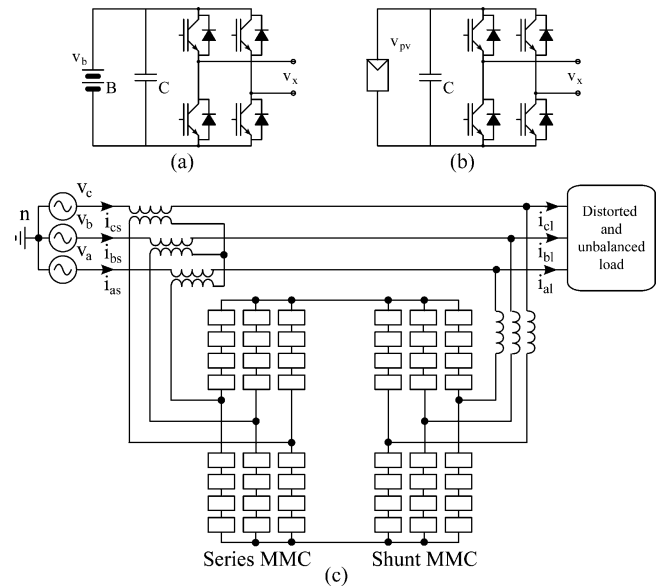 v_b
B
C
v_x
(a)
v_pv
C
v_x
(b)
n
v_c
v_b
v_a
i_cs
i_bs
i_as
i_cl
i_bl
i_al
Distorted
and
unbalanced
load
Series MMC
Shunt MMC
(c)